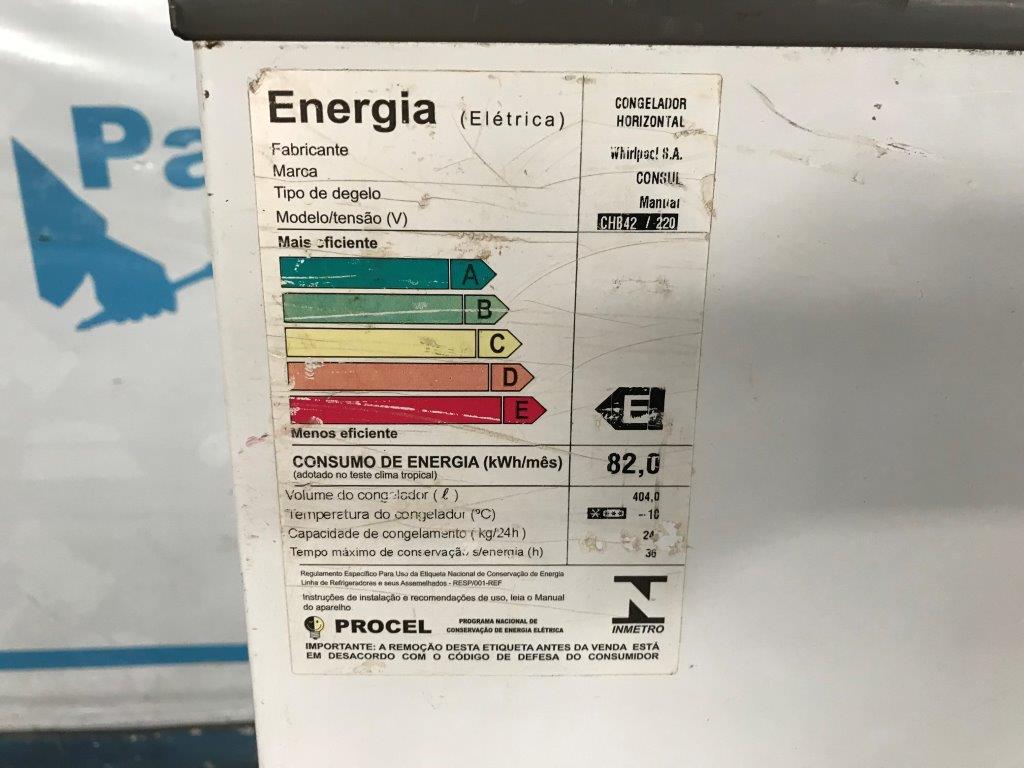 Pa
Energia (Elétrica)
CONGELADOR
HORIZONTAL
Fabricante Whirlpool S.A.
Marca CONSUL
Tipo de degelo Manual
Modelo/tensão (V) CHB42 / 220
Mais eficiente
A
B
C
D
E E
Menos eficiente
CONSUMO DE ENERGIA (kWh/mês) 82,0
(adotado no teste clima tropical)
Volume do congelador ( ℓ ) 404,0
Temperatura do congelador (ºC)
Capacidade de congelamento ( kg/24h )
Tempo máximo de conservação s/energia (h) 36
Regulamento Específico Para Uso da Etiqueta Nacional de Conservação de Energia
Linha de Refrigeradores e seus Assemelhados - RESP/001-REF
Instruções de instalação e recomendações de uso, leia o Manual
do aparelho
PROCEL
PROGRAMA NACIONAL DE
CONSERVAÇÃO DE ENERGIA ELÉTRICA
INMETRO
IMPORTANTE: A REMOÇÃO DESTA ETIQUETA ANTES DA VENDA ESTÁ
EM DESACORDO COM O CÓDIGO DE DEFESA DO CONSUMIDOR